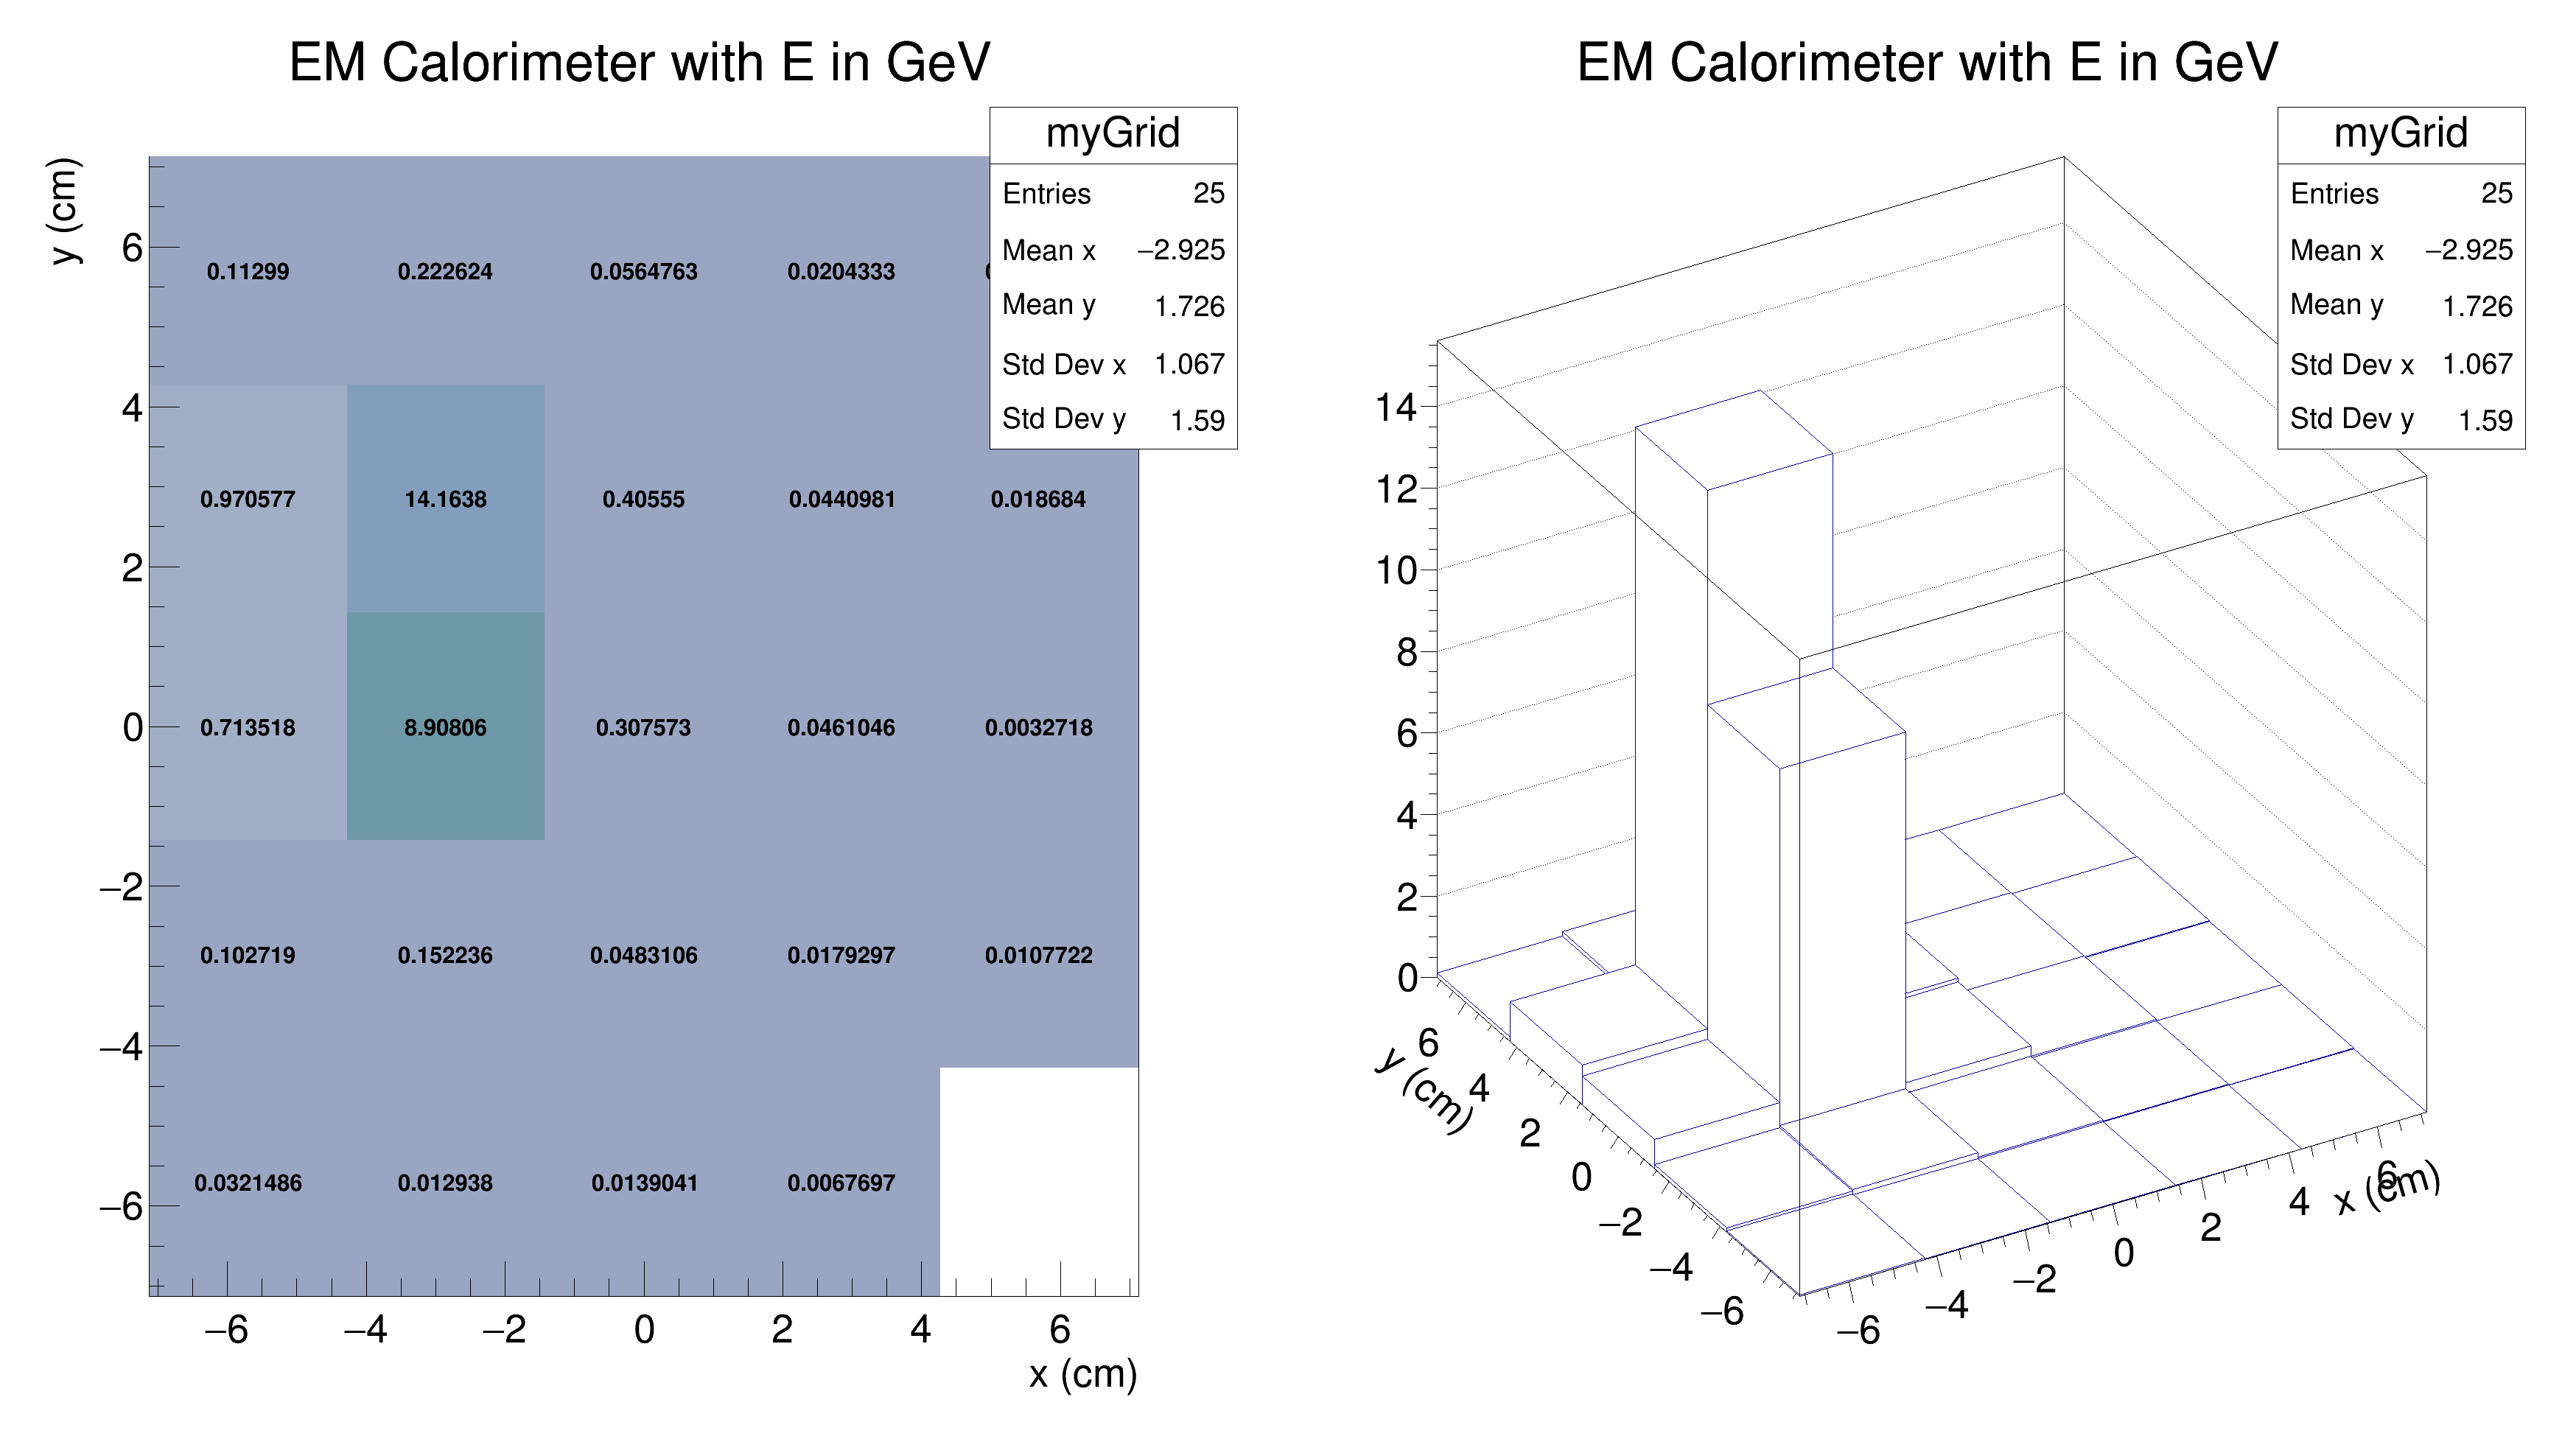 EM Calorimeter with E in GeV
myGrid
Entries 25
Mean x −2.925
Mean y 1.726
Std Dev x 1.067
Std Dev y 1.59
y (cm)
6
4
2
0
−2
−4
−6
0.11299 0.222624 0.0564763 0.0204333
0.970577 14.1638 0.40555 0.0440981 0.018684
0.713518 8.90806 0.307573 0.0461046 0.0032718
0.102719 0.152236 0.0483106 0.0179297 0.0107722
0.0321486 0.012938 0.0139041 0.0067697
−6 −4 −2 0 2 4 6
x (cm)
EM Calorimeter with E in GeV
myGrid
Entries 25
Mean x −2.925
Mean y 1.726
Std Dev x 1.067
Std Dev y 1.59
14
12
10
8
6
4
2
0
6
4
2
0
−2
−4
−6
y (cm)
−6
−4
−2
0
2
4
6
x (cm)